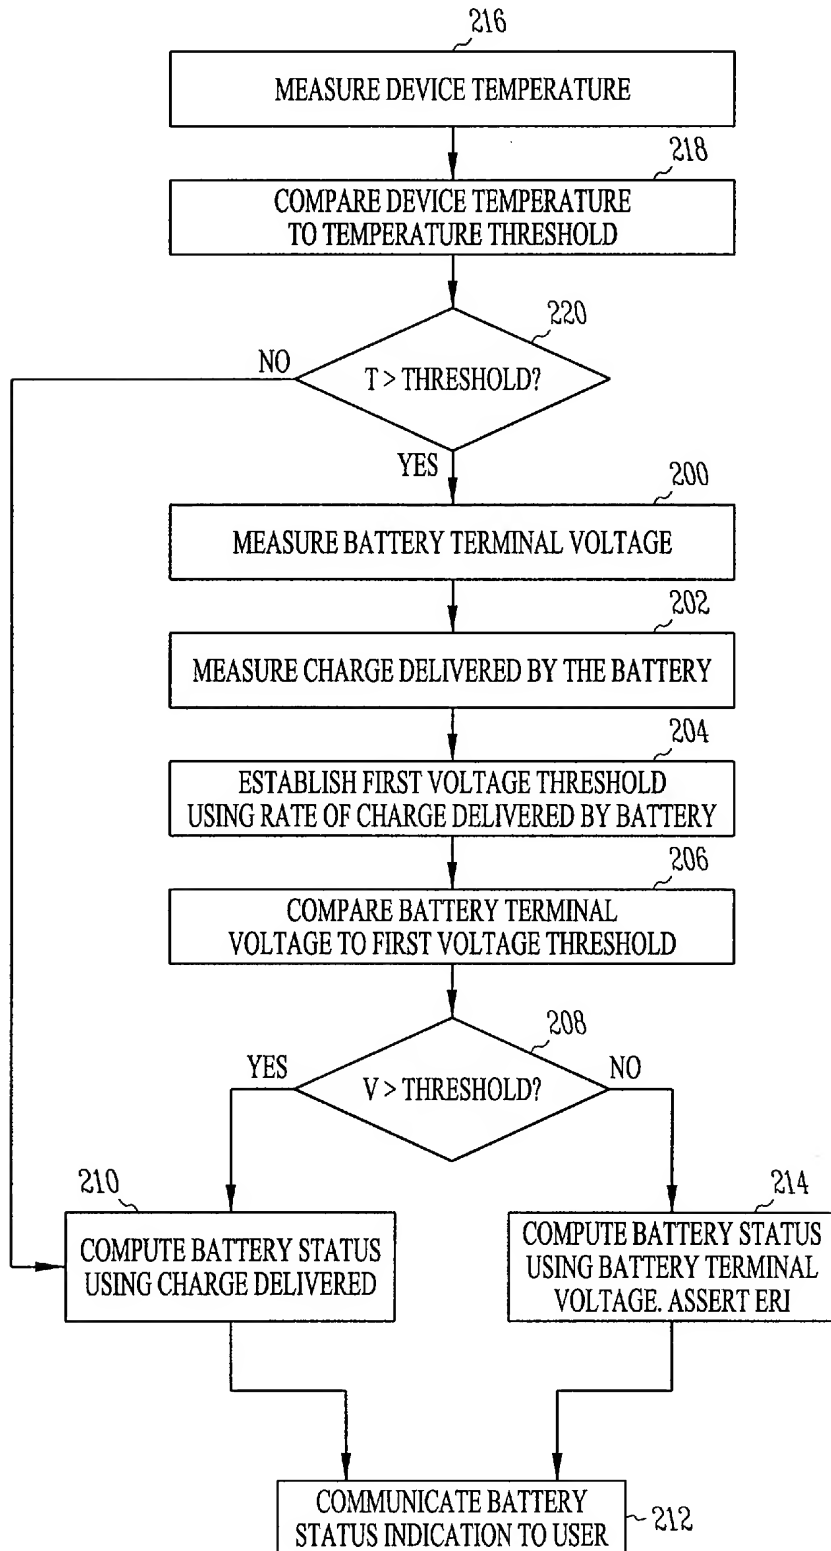 216
MEASURE DEVICE TEMPERATURE
218
COMPARE DEVICE TEMPERATURE
TO TEMPERATURE THRESHOLD
220
NO
T > THRESHOLD?
YES
200
MEASURE BATTERY TERMINAL VOLTAGE
202
MEASURE CHARGE DELIVERED BY THE BATTERY
204
ESTABLISH FIRST VOLTAGE THRESHOLD
USING RATE OF CHARGE DELIVERED BY BATTERY
206
COMPARE BATTERY TERMINAL
VOLTAGE TO FIRST VOLTAGE THRESHOLD
208
YES
V > THRESHOLD?
NO
210
COMPUTE BATTERY STATUS
USING CHARGE DELIVERED
214
COMPUTE BATTERY STATUS
USING BATTERY TERMINAL
VOLTAGE. ASSERT ERI
COMMUNICATE BATTERY
STATUS INDICATION TO USER
212